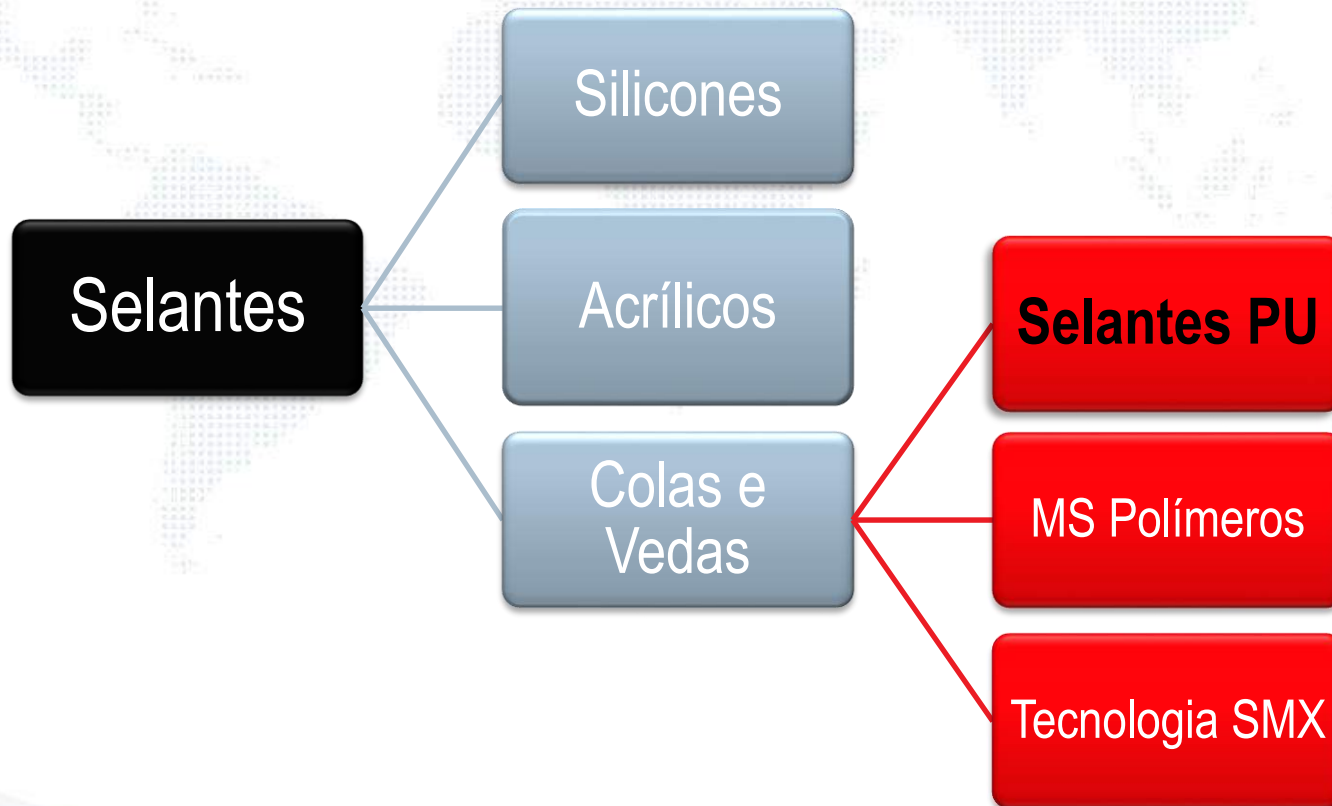 Selantes
Silicones
Acrílicos
Colas e
Vedas
Selantes PU
MS Polímeros
Tecnologia SMX